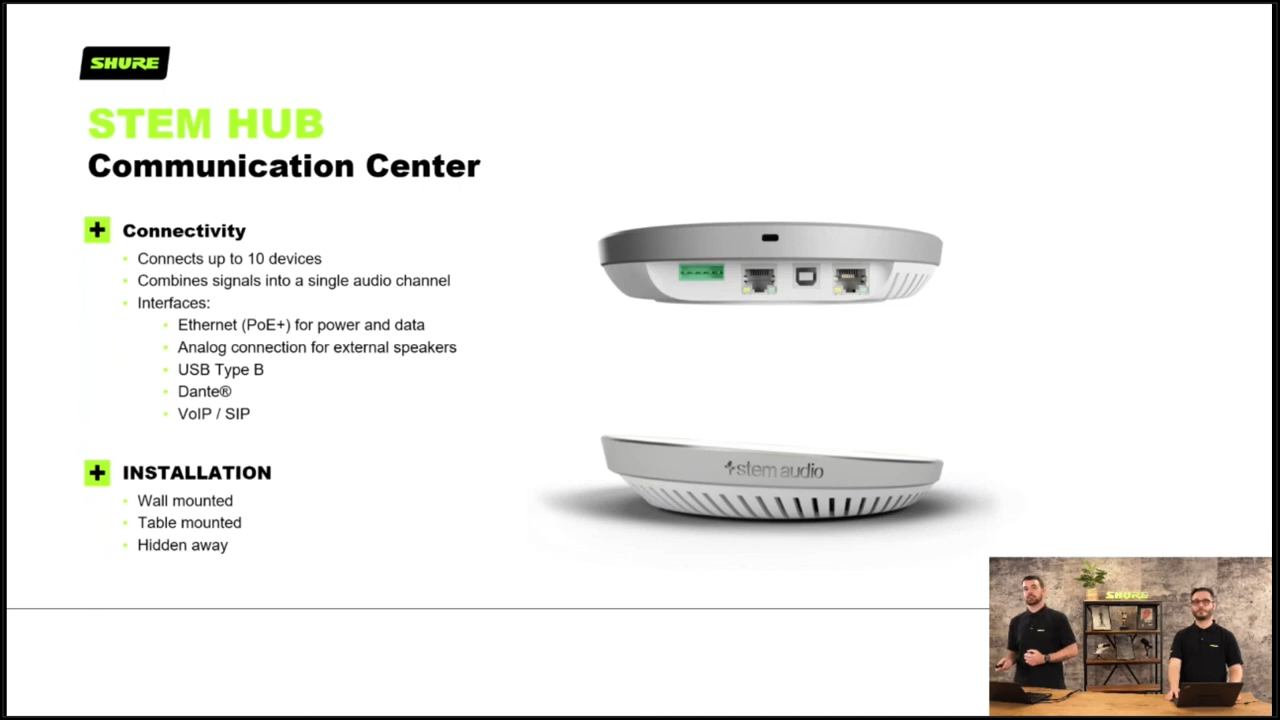 SHURE
STEM HUB
Communication Center
+ Connectivity
• Connects up to 10 devices
• Combines signals into a single audio channel
• Interfaces:
• Ethernet (PoE+) for power and data
• Analog connection for external speakers
• USB Type B
• Dante®
• VoIP / SIP
+ INSTALLATION
• Wall mounted
• Table mounted
• Hidden away
stem audio
SHURE